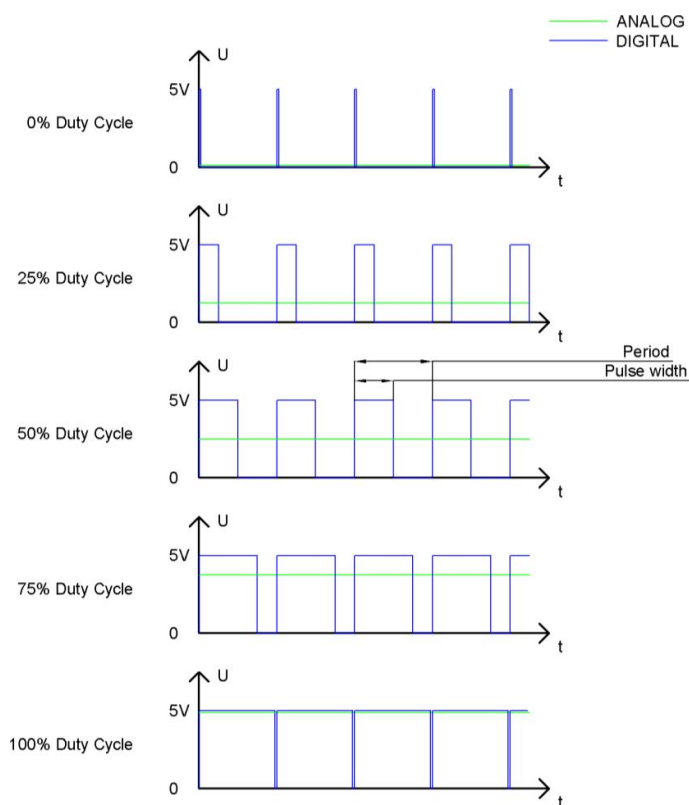 ANALOG
DIGITAL
U
5V
0% Duty Cycle
0
t
U
5V
25% Duty Cycle
0
t
Period
U
Pulse width
5V
50% Duty Cycle
0
t
U
5V
75% Duty Cycle
0
t
U
5V
100% Duty Cycle
0
t